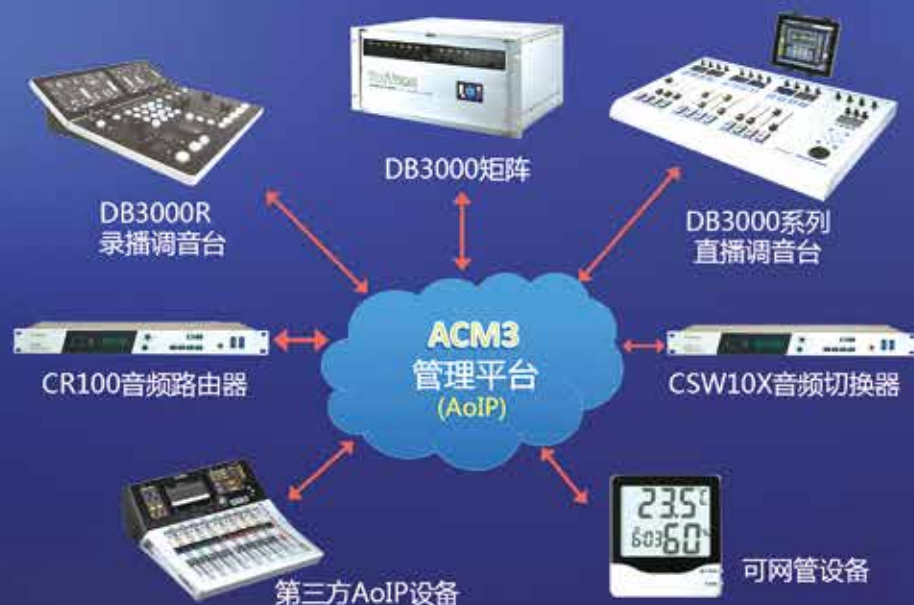 DB3000R
录播调音台
DB3000矩阵
DB3000系列
直播调音台
CR100音频路由器
ACM3
管理平台
(AoIP)
CSW10X音频切换器
第三方AoIP设备
23.5℃
6:03 60%
可网管设备